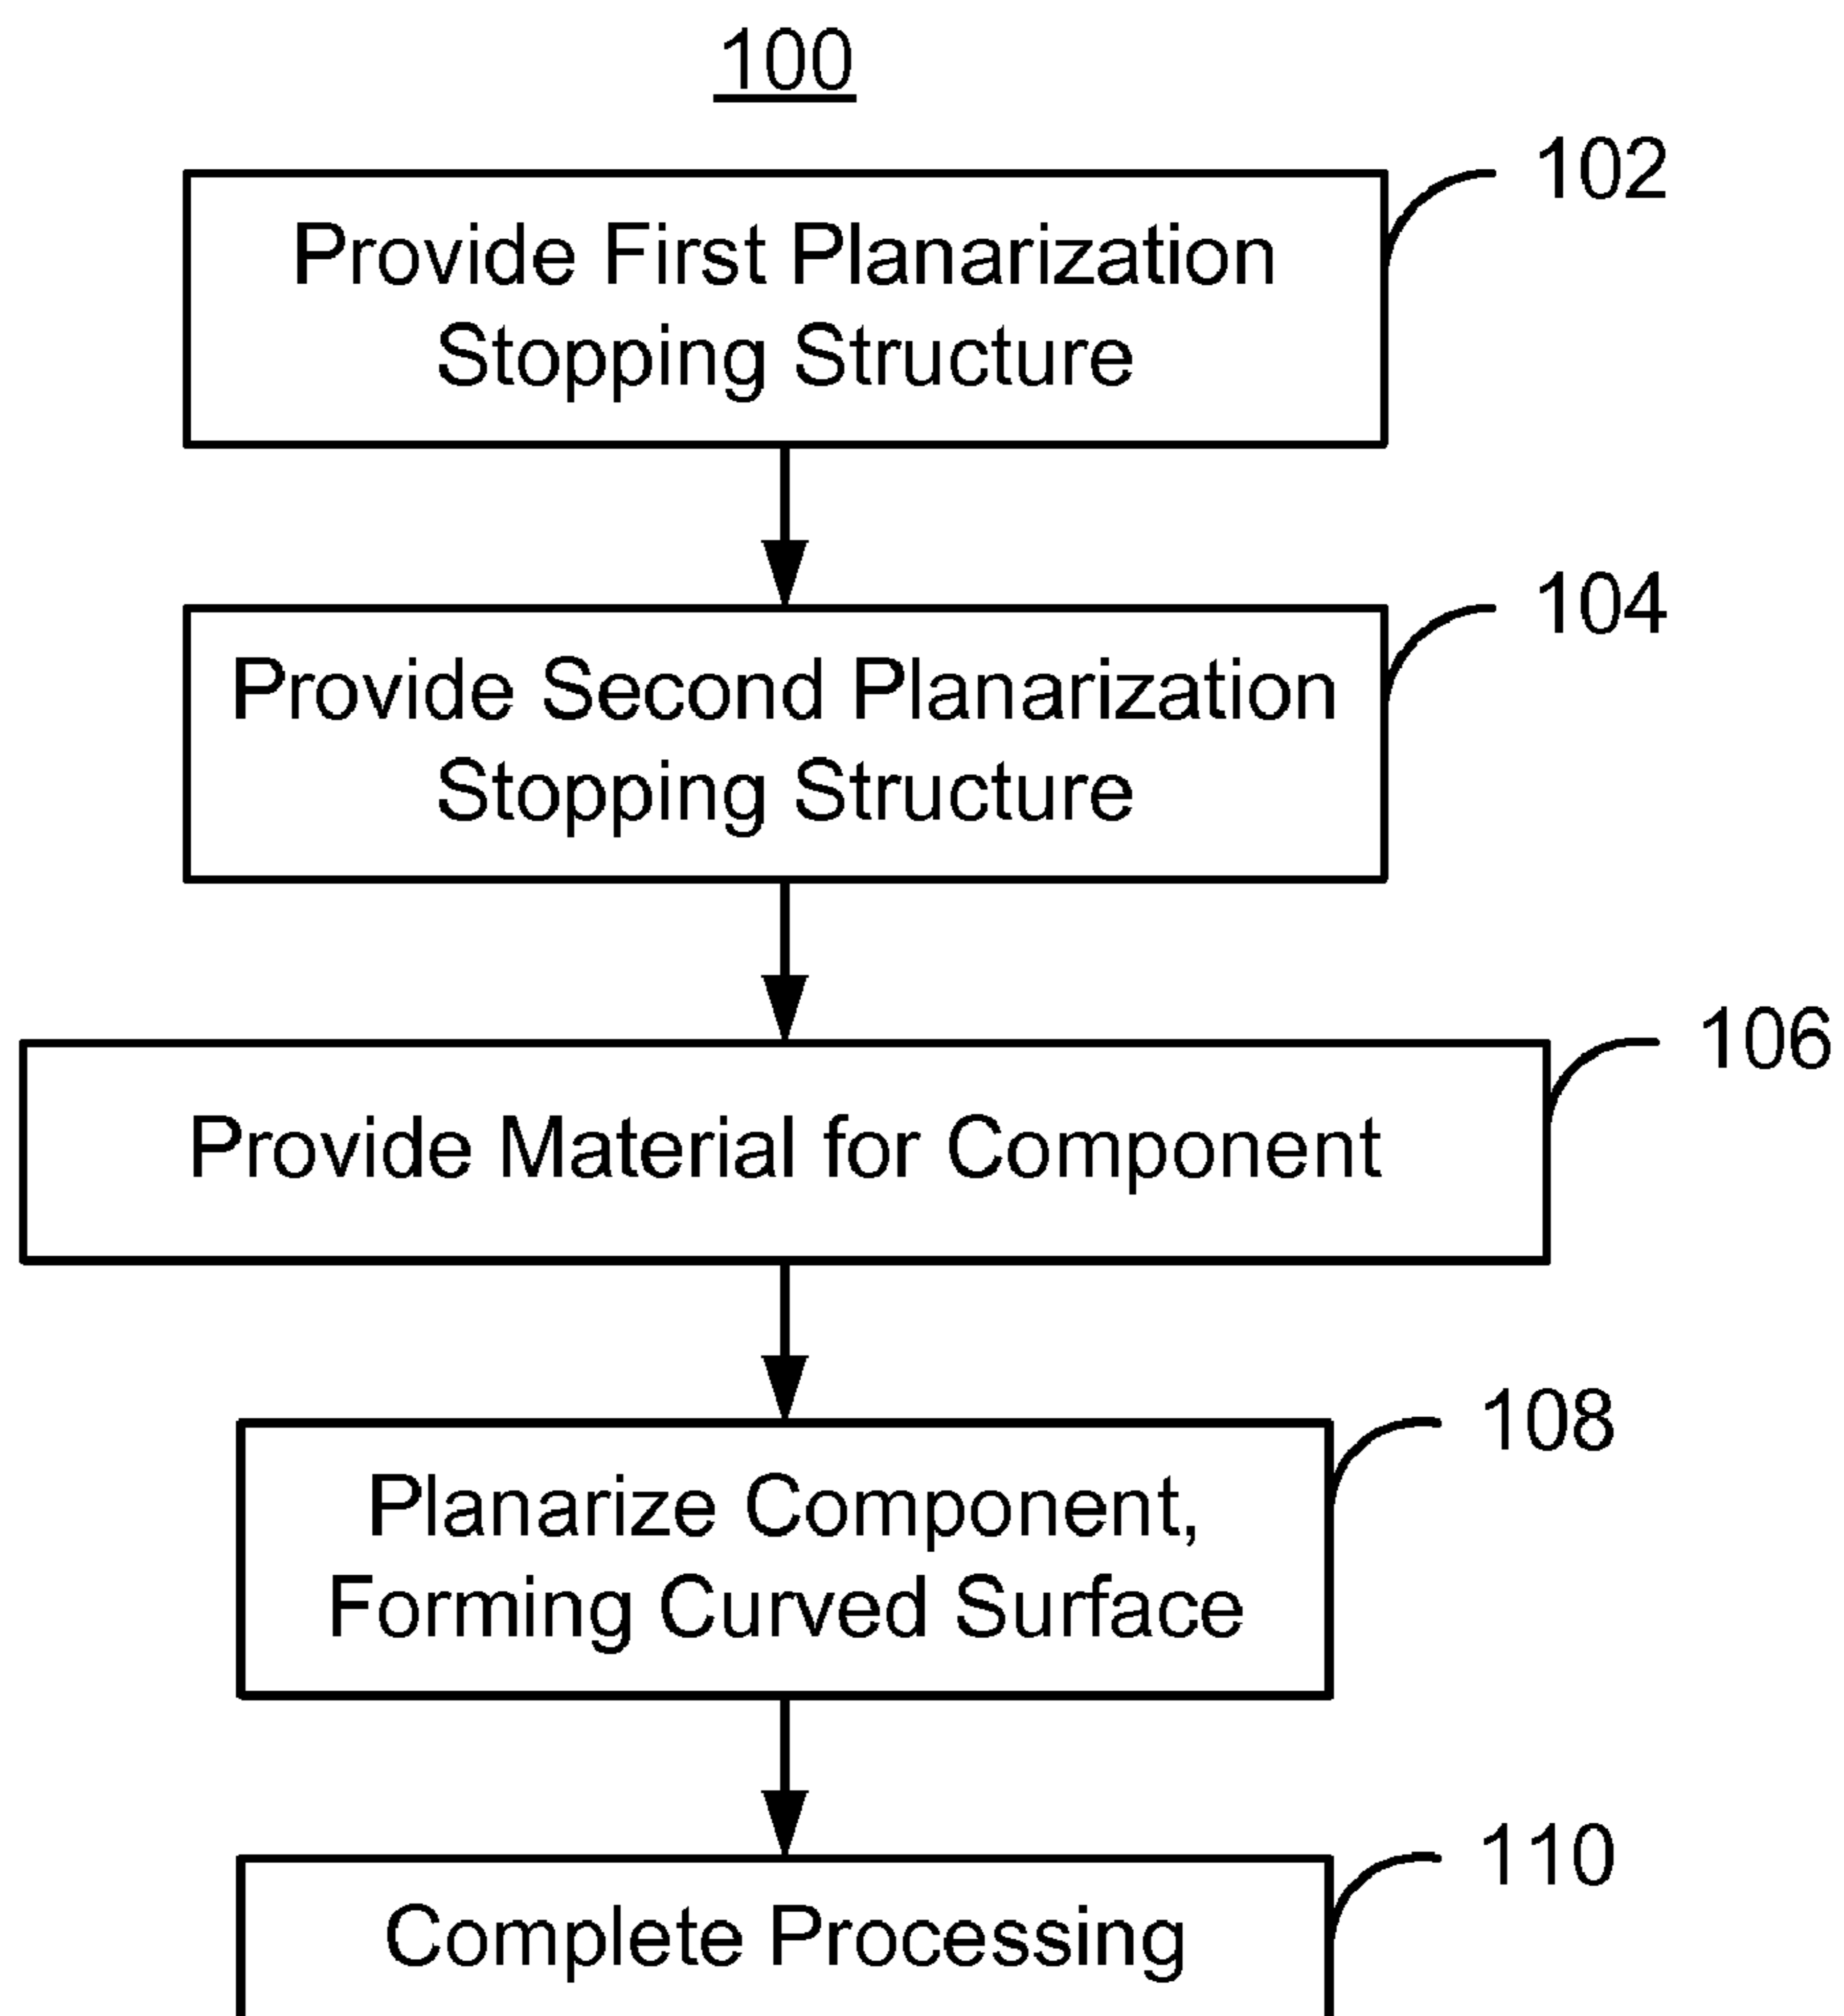 100
102
Provide First Planarization
Stopping Structure
104
Provide Second Planarization
Stopping Structure
106
Provide Material for Component
108
Planarize Component,
Forming Curved Surface
110
Complete Processing